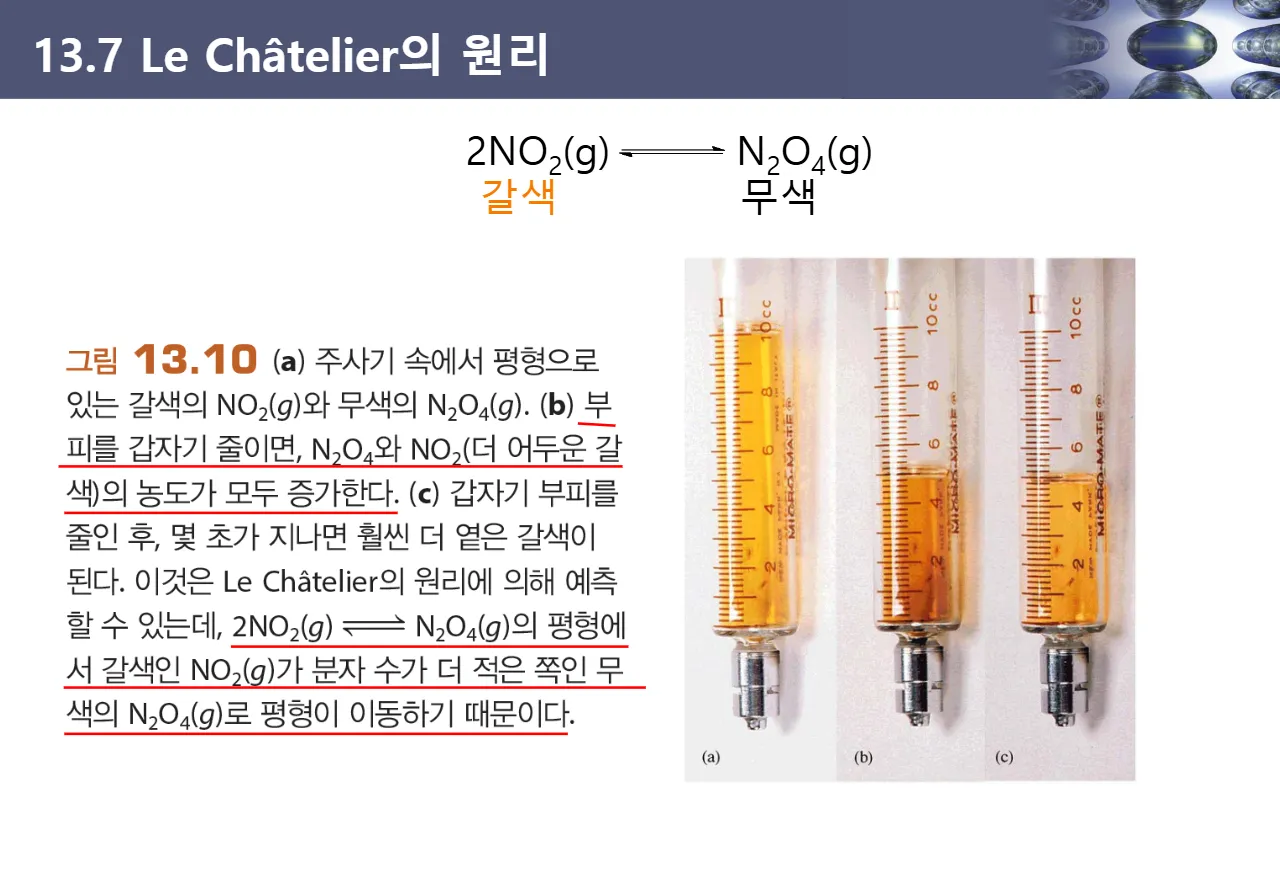 13.7 Le Châtelier의 원리
2NO₂(g) ⇌ N₂O₄(g)
갈색 무색
그림 13.10 (a) 주사기 속에서 평형으로
있는 갈색의 NO₂(g)와 무색의 N₂O₄(g). (b) 부
피를 갑자기 줄이면, N₂O₄와 NO₂(더 어두운 갈
색)의 농도가 모두 증가한다. (c) 갑자기 부피를
줄인 후, 몇 초가 지나면 훨씬 더 옅은 갈색이
된다. 이것은 Le Châtelier의 원리에 의해 예측
할 수 있는데, 2NO₂(g) ⇌ N₂O₄(g)의 평형에
서 갈색인 NO₂(g)가 분자 수가 더 적은 쪽인 무
색의 N₂O₄(g)로 평형이 이동하기 때문이다.
10cc
8
6
4
2
MICRO-MATE®
(a)
10cc
8
6
4
2
MICRO-MATE®
(b)
III
10cc
8
6
4
2
MICRO-MATE®
(c)